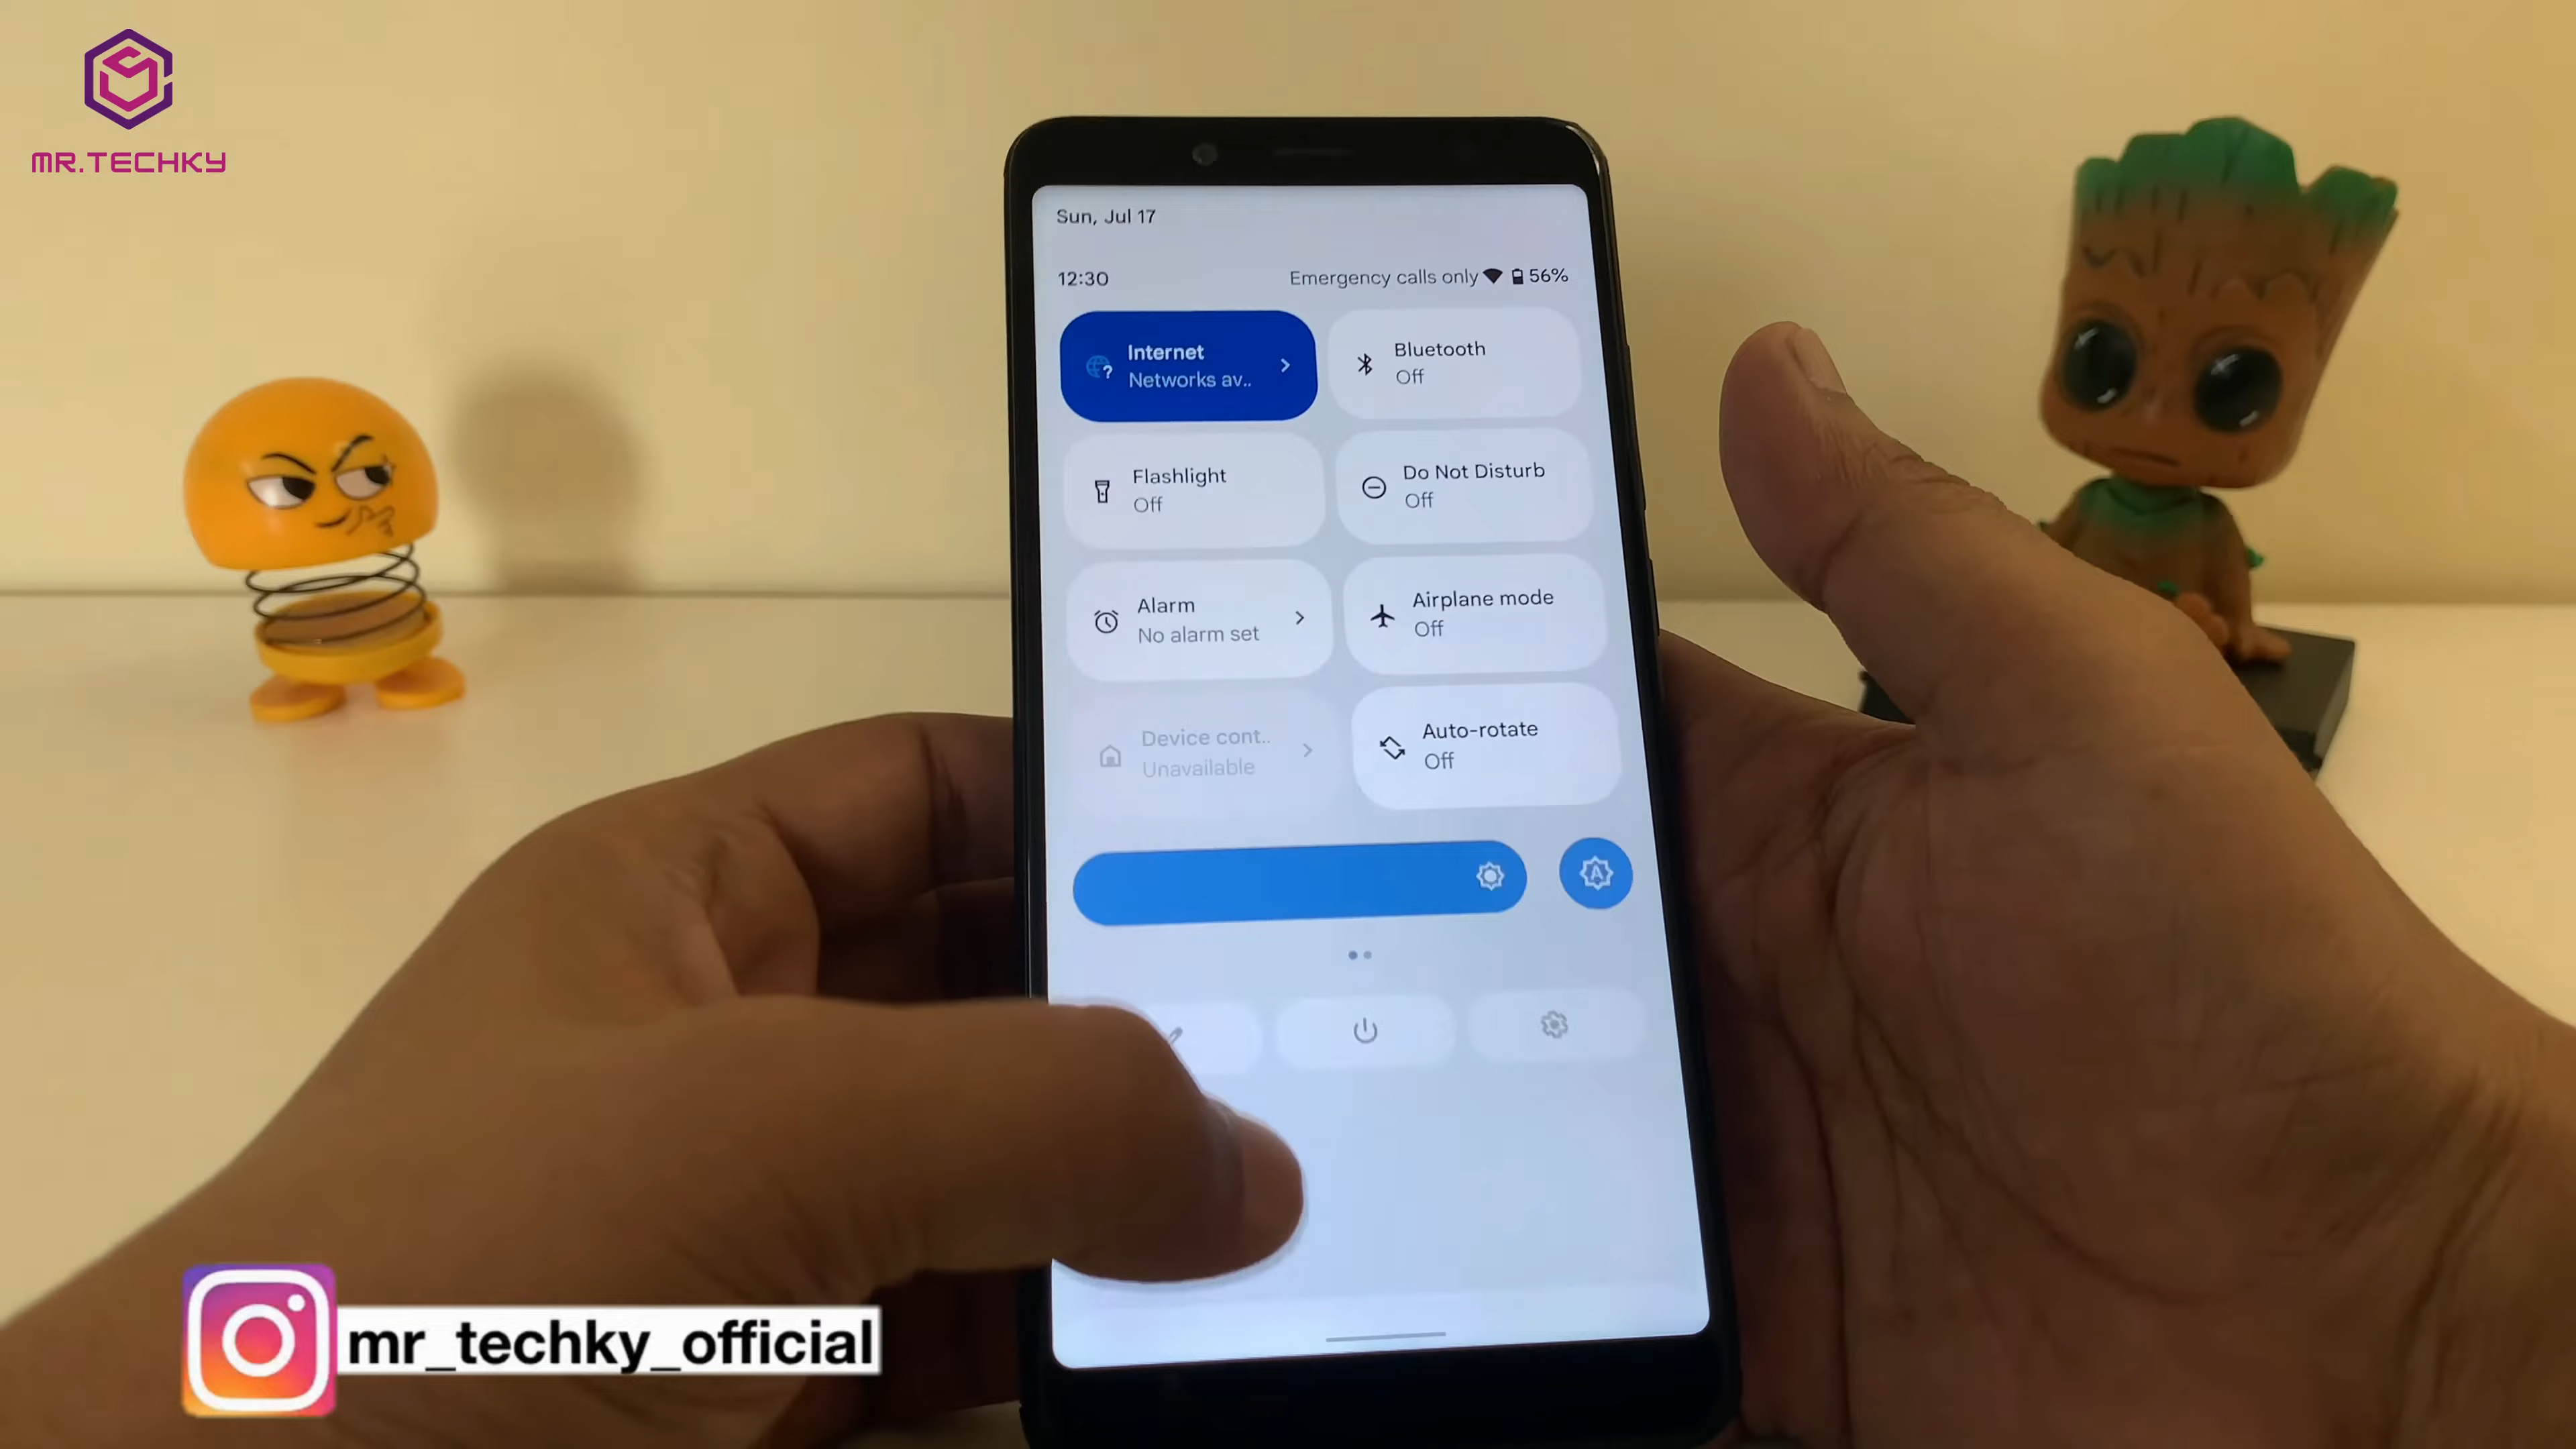 MR.TECHKY
Sun, Jul 17
12:30
Emergency calls only 56%
Internet
Networks av..
Bluetooth
Off
Flashlight
Off
Do Not Disturb
Off
Alarm
No alarm set
Airplane mode
Off
Device cont..
Unavailable
Auto-rotate
Off
A
mr_techky_official